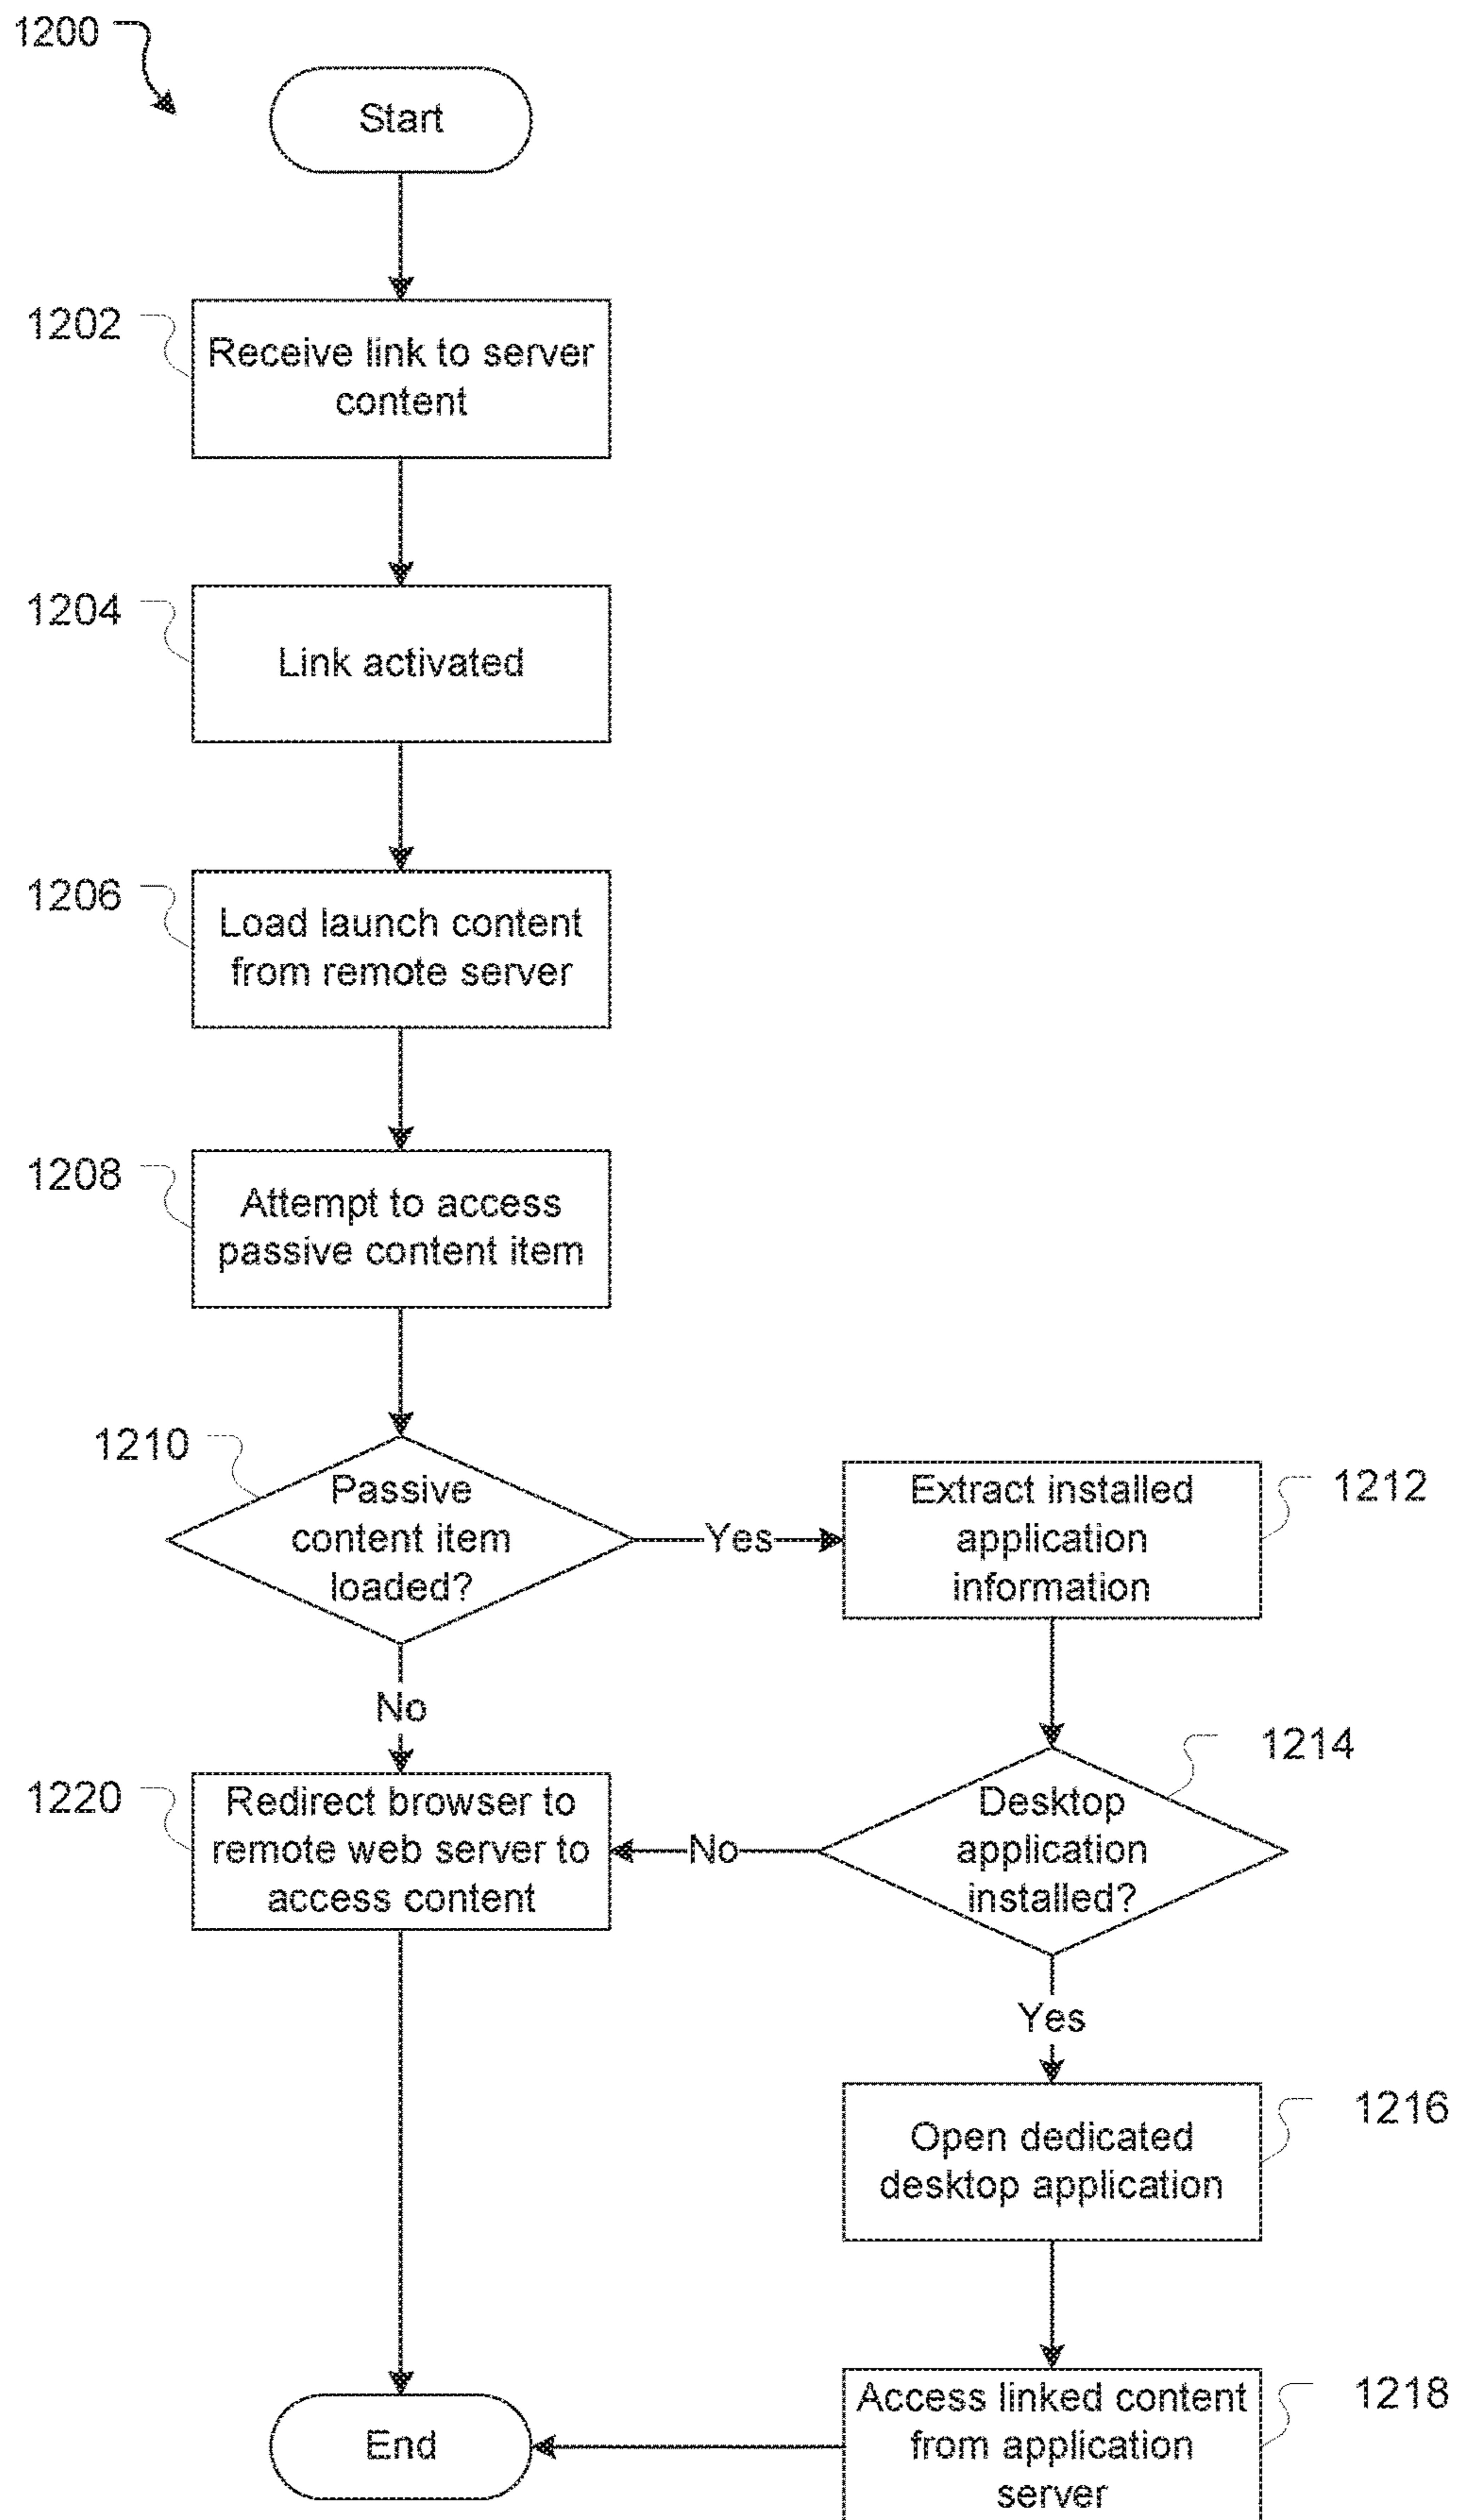 1200
Start
1202
Receive link to server
content
1204
Link activated
1206
Load launch content
from remote server
1208
Attempt to access
passive content item
1210
Passive
content item
loaded?
Yes
Extract installed
application
information
1212
No
1214
Desktop
application
installed?
No
1220
Redirect browser to
remote web server to
access content
Yes
Open dedicated
desktop application
1216
Access linked content
from application
server
1218
End